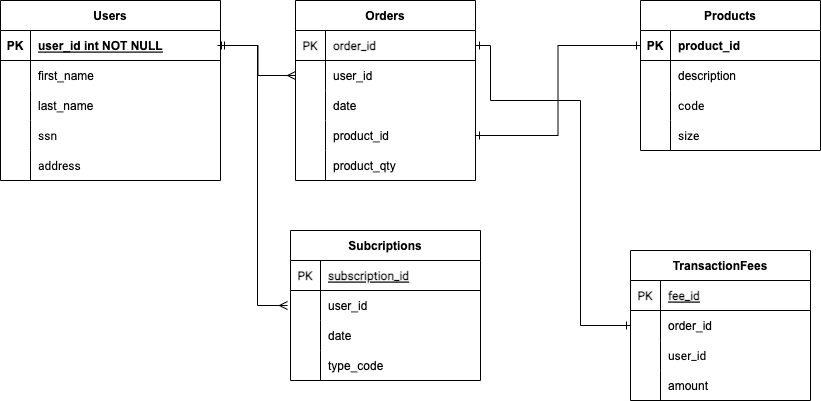 Users
PK user_id int NOT NULL
first_name
last_name
ssn
address
Orders
PK order_id
user_id
date
product_id
product_qty
Products
PK product_id
description
code
size
Subcriptions
PK subscription_id
user_id
date
type_code
TransactionFees
PK fee_id
order_id
user_id
amount